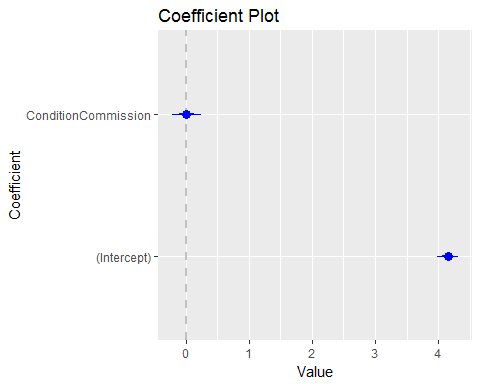 Coefficient Plot
Coefficient
ConditionCommission
(Intercept)
0 1 2 3 4
Value